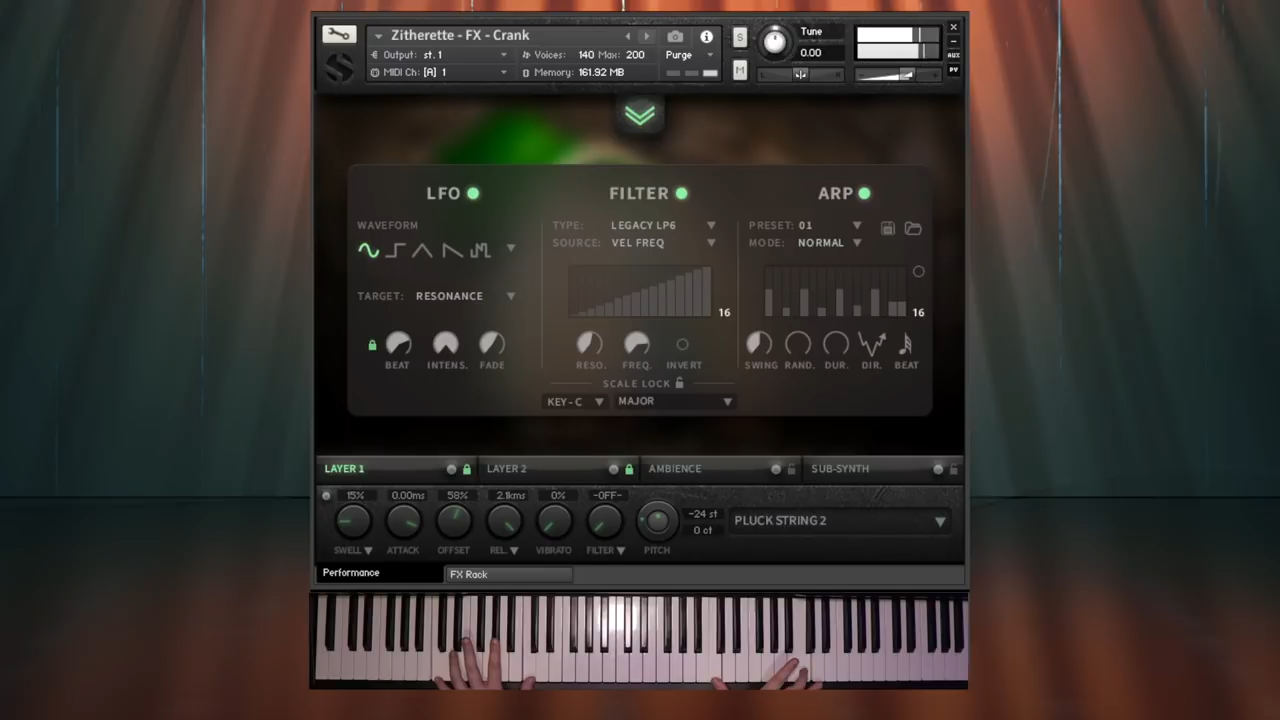 Zitherette - FX - Crank
Output: st. 1
Voices: 140 Max: 200
Purge
MIDI Ch: [A] 1
Memory: 161.92 MB
S
M
Tune
0.00
L
R
AUX
PV
LFO
FILTER
ARP
WAVEFORM
TYPE: LEGACY LP6
PRESET: 01
SOURCE: VEL FREQ
MODE: NORMAL
TARGET: RESONANCE
16
16
BEAT
INTENS.
FADE
RESO.
FREQ.
INVERT
SWING
RAND.
DUR.
DIR.
BEAT
SCALE LOCK
KEY - C
MAJOR
LAYER 1
LAYER 2
AMBIENCE
SUB-SYNTH
15%
0.00ms
58%
2.1kms
0%
-OFF-
-24 st
0 ct
PLUCK STRING 2
SWELL
ATTACK
OFFSET
REL.
VIBRATO
FILTER
PITCH
Performance
FX Rack